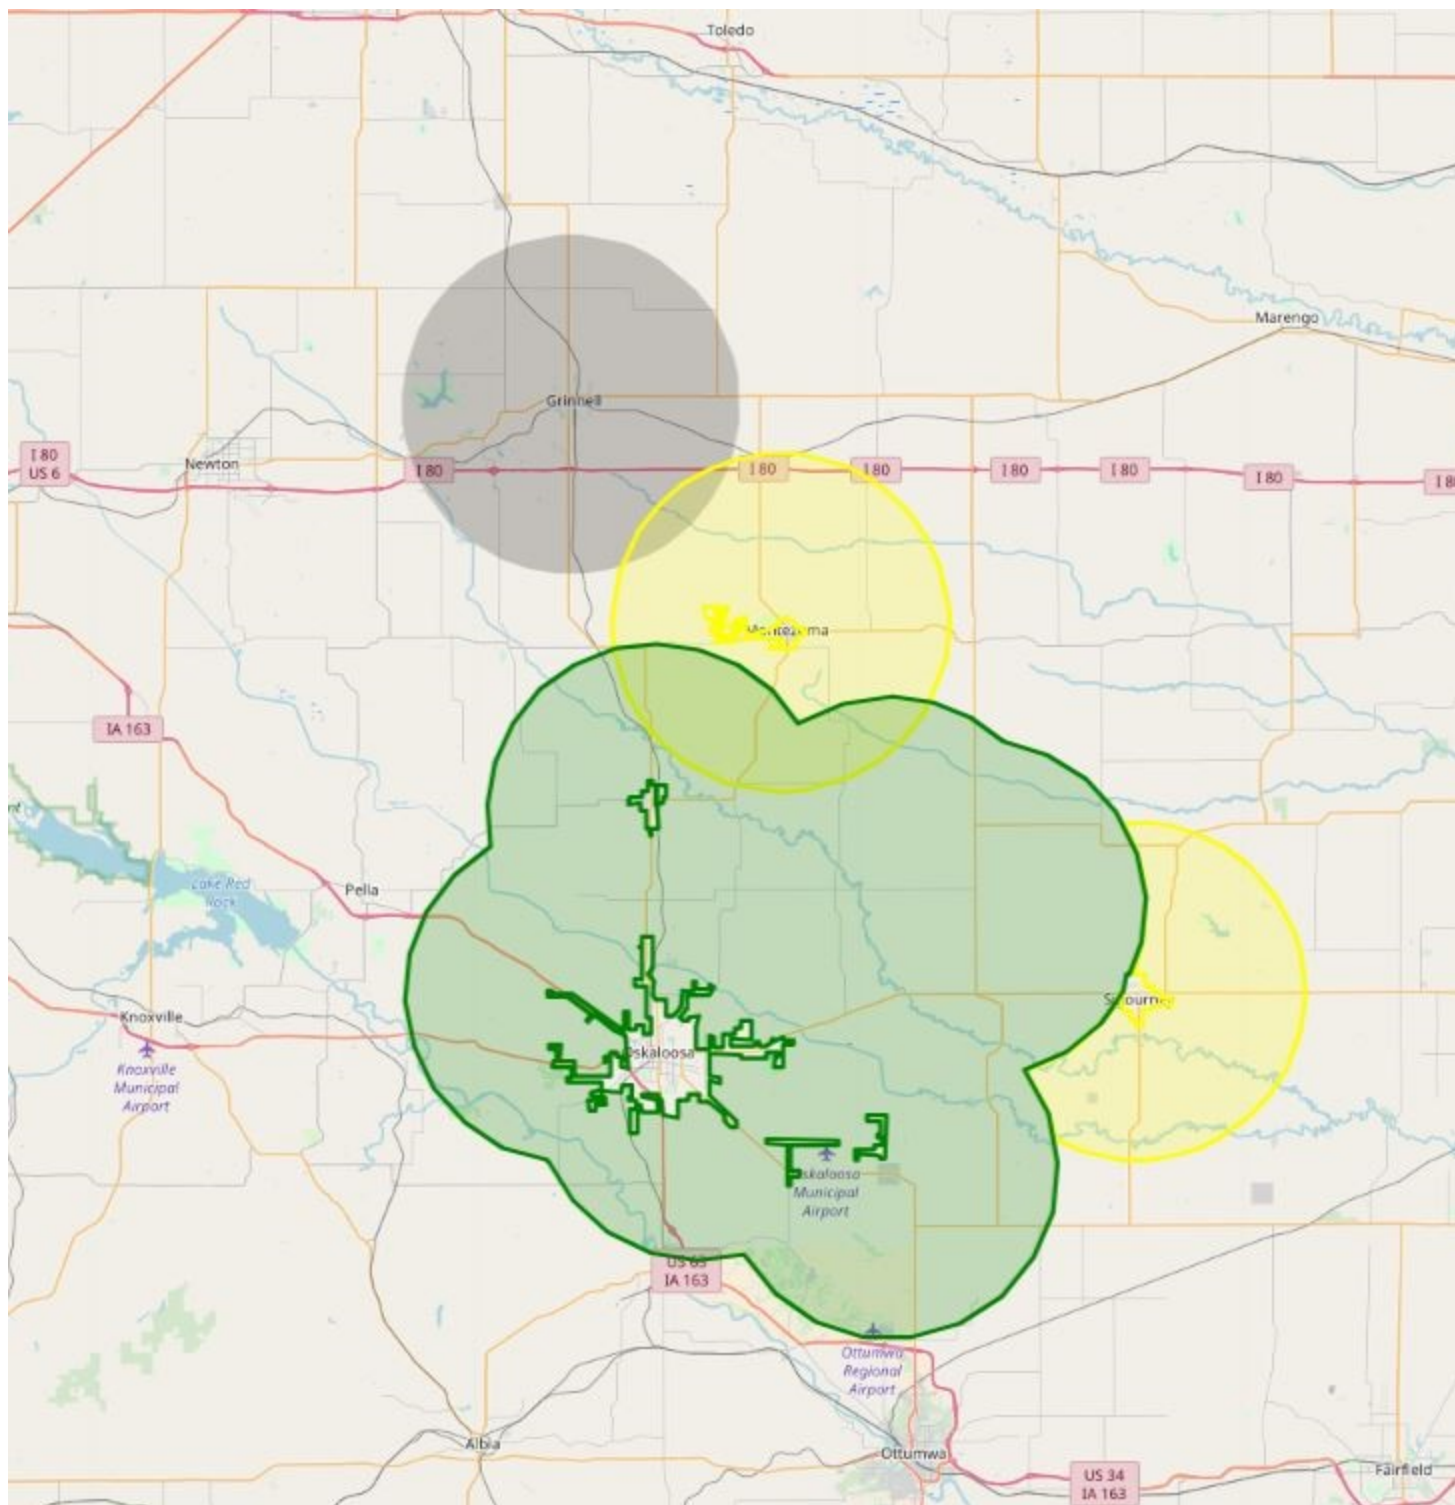 Toledo
Marengo
Grinnell
Newton
I 80
US 6
I 80
I 80
I 80
I 80
I 80
I 80
IA 163
Lake Red
Rock
Pella
Knoxville
Knoxville
Municipal
Airport
Oskaloosa
Oskaloosa
Municipal
Airport
US 63
IA 163
Ottumwa
Regional
Airport
Albia
Ottumwa
US 34
IA 163
Fairfield